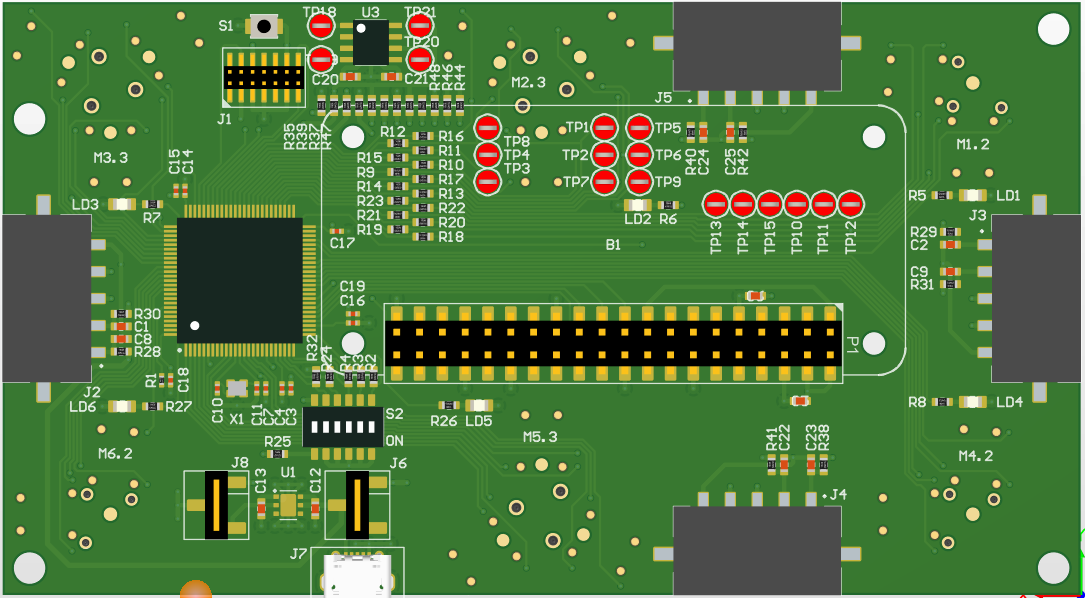 TP18
U3
TP21
S1
TP20
C20
C21
R48
R46
R44
M2.3
J1
J5
R35
R39
R37
R47
R12
R16
R11
R15
R10
R9
R17
R14
R13
R23
R22
R21
R20
R19
R18
TP8
TP4
TP3
TP1
TP5
TP2
TP6
TP7
TP9
R40
C24
C25
R42
M3.3
M1.2
C15
C14
LD3
R7
LD2
R6
R5
LD1
J3
TP13
TP14
TP15
TP10
TP11
TP12
C17
B1
R29
C2
C9
R31
C19
C16
R30
C1
C8
R28
P1
R32
R24
R4
R3
R2
R1
C18
J2
LD6
R27
C10
X1
C11
C7
C4
C3
S2
ON
R26
LD5
R8
LD4
M6.2
R25
M5.3
R41
C22
C23
R38
M4.2
J8
C13
U1
C12
J6
J4
J7